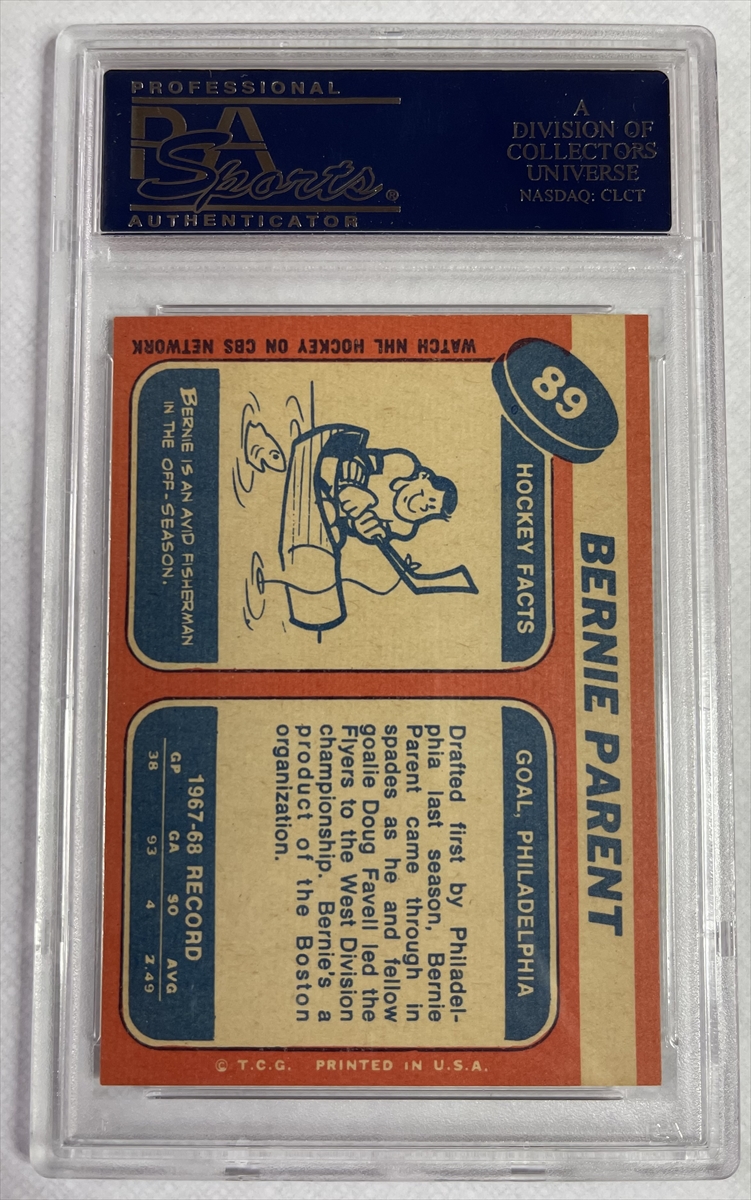 PROFESSIONAL
PSA
Sports®
AUTHENTICATOR
A
DIVISION OF
COLLECTORS
UNIVERSE
NASDAQ: CLCT
89
BERNIE PARENT
WATCH NHL HOCKEY ON CBS NETWORK
HOCKEY FACTS
BERNIE IS AN AVID FISHERMAN
IN THE OFF-SEASON.
GOAL, PHILADELPHIA
Drafted first by Philadel-
phia last season, Bernie
Parent came through in
spades as he and fellow
goalie Doug Favell led the
Flyers to the West Division
championship. Bernie's a
product of the Boston
organization.
1967-68 RECORD
GP GA SO AVG
38 93 4 2.49
© T.C.G. PRINTED IN U.S.A.